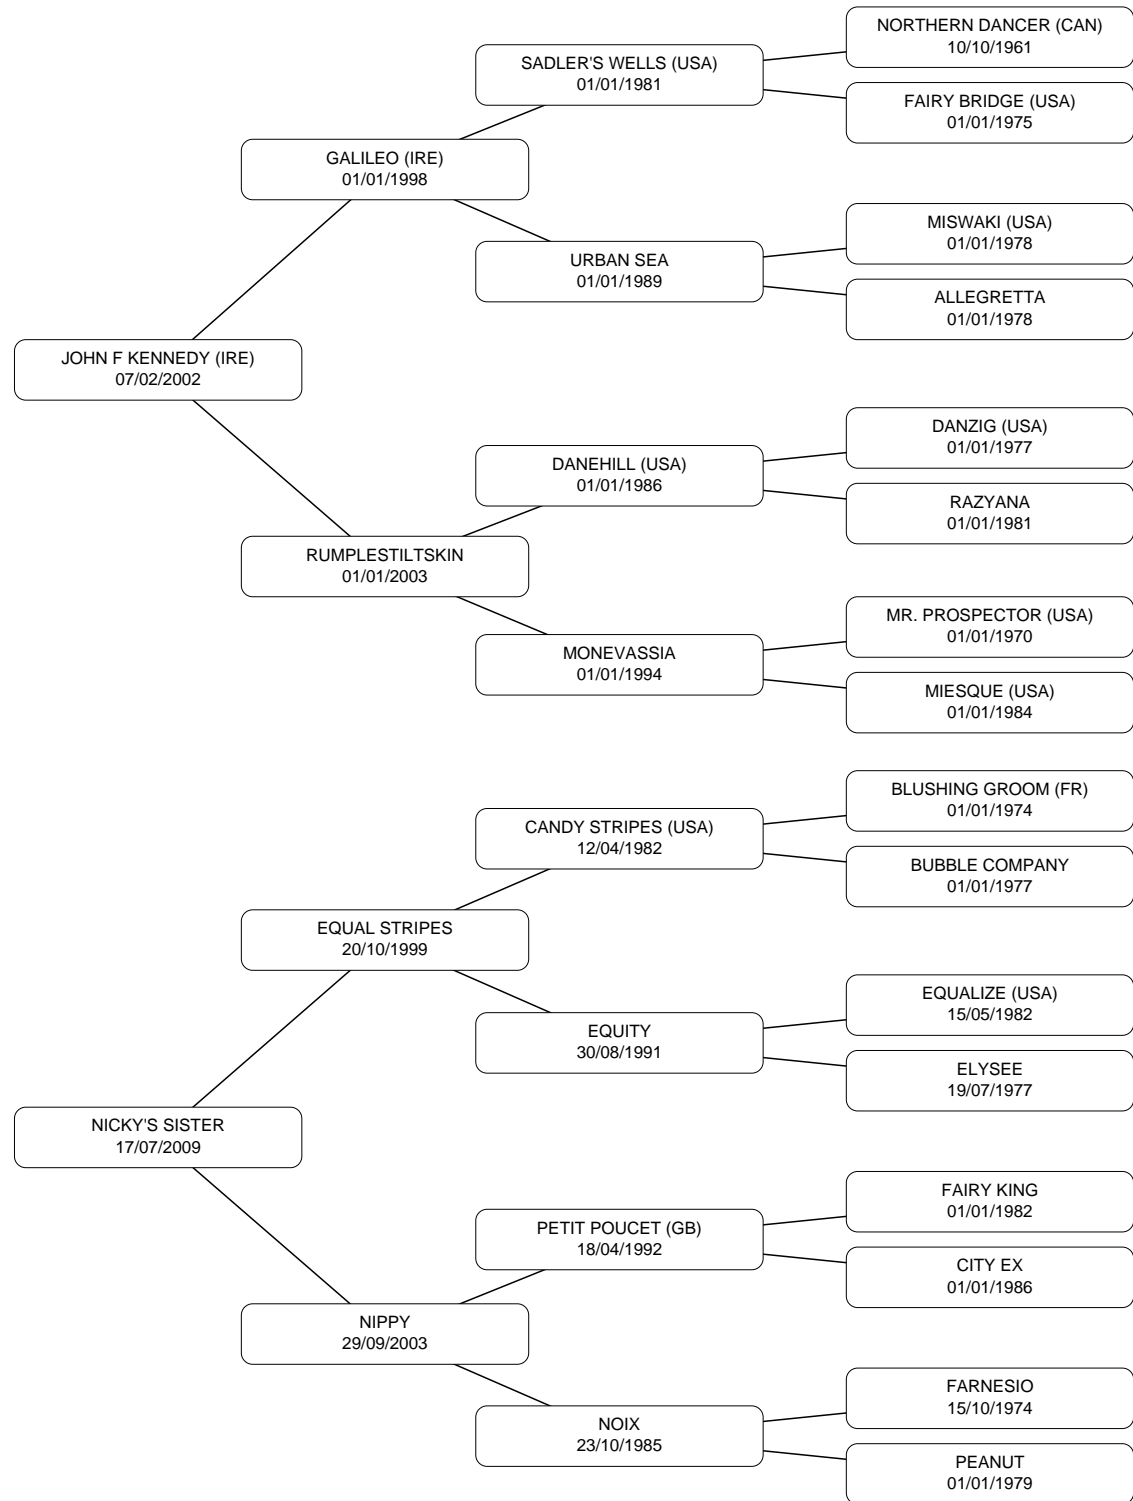 NORTHERN DANCER (CAN)
10/10/1961
SADLER'S WELLS (USA)
01/01/1981
FAIRY BRIDGE (USA)
01/01/1975
GALILEO (IRE)
01/01/1998
MISWAKI (USA)
01/01/1978
URBAN SEA
01/01/1989
ALLEGRETTA
01/01/1978
JOHN F KENNEDY (IRE)
07/02/2002
DANZIG (USA)
01/01/1977
DANEHILL (USA)
01/01/1986
RAZYANA
01/01/1981
RUMPLESTILTSKIN
01/01/2003
MR. PROSPECTOR (USA)
01/01/1970
MONEVASSIA
01/01/1994
MIESQUE (USA)
01/01/1984
BLUSHING GROOM (FR)
01/01/1974
CANDY STRIPES (USA)
12/04/1982
BUBBLE COMPANY
01/01/1977
EQUAL STRIPES
20/10/1999
EQUALIZE (USA)
15/05/1982
EQUITY
30/08/1991
ELYSEE
19/07/1977
NICKY'S SISTER
17/07/2009
FAIRY KING
01/01/1982
PETIT POUCET (GB)
18/04/1992
CITY EX
01/01/1986
NIPPY
29/09/2003
FARNESIO
15/10/1974
NOIX
23/10/1985
PEANUT
01/01/1979